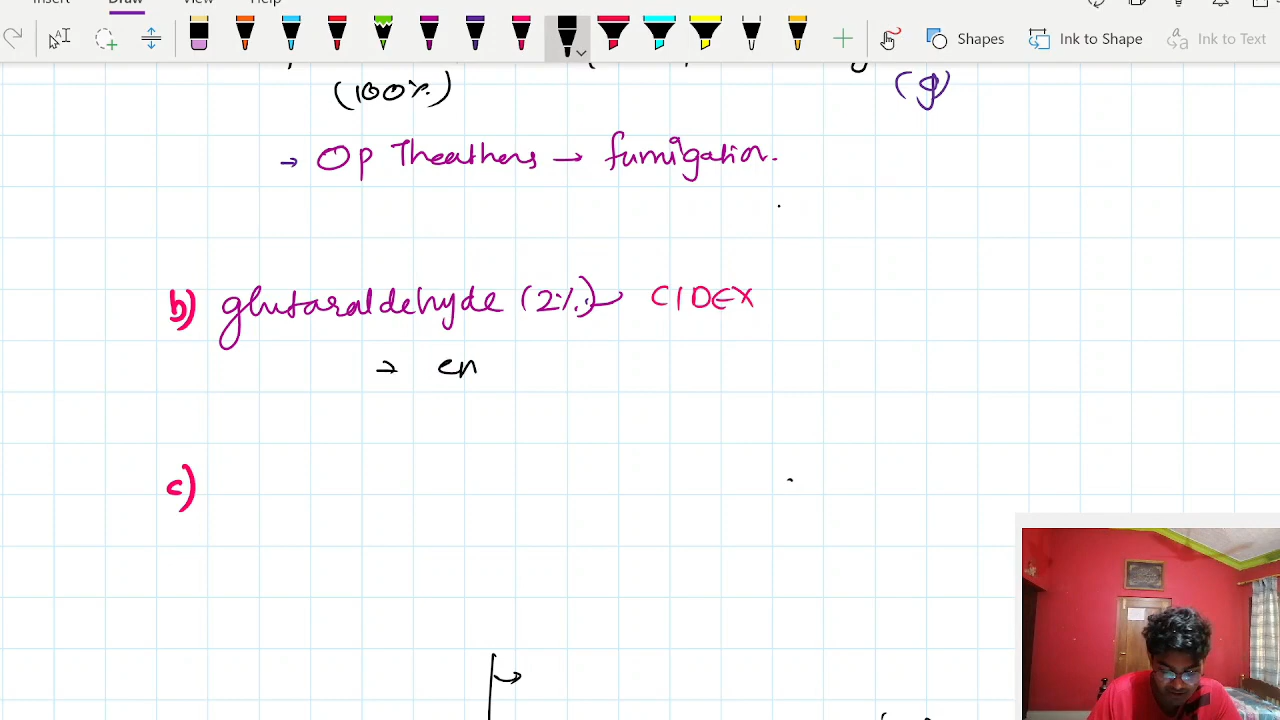 Insert Draw View Help
Shapes Ink to Shape Ink to Text
(100%) (g)
→ Op Theathers → fumigation.
b) glutaraldehyde (2%) CIDEX
→ en
c)